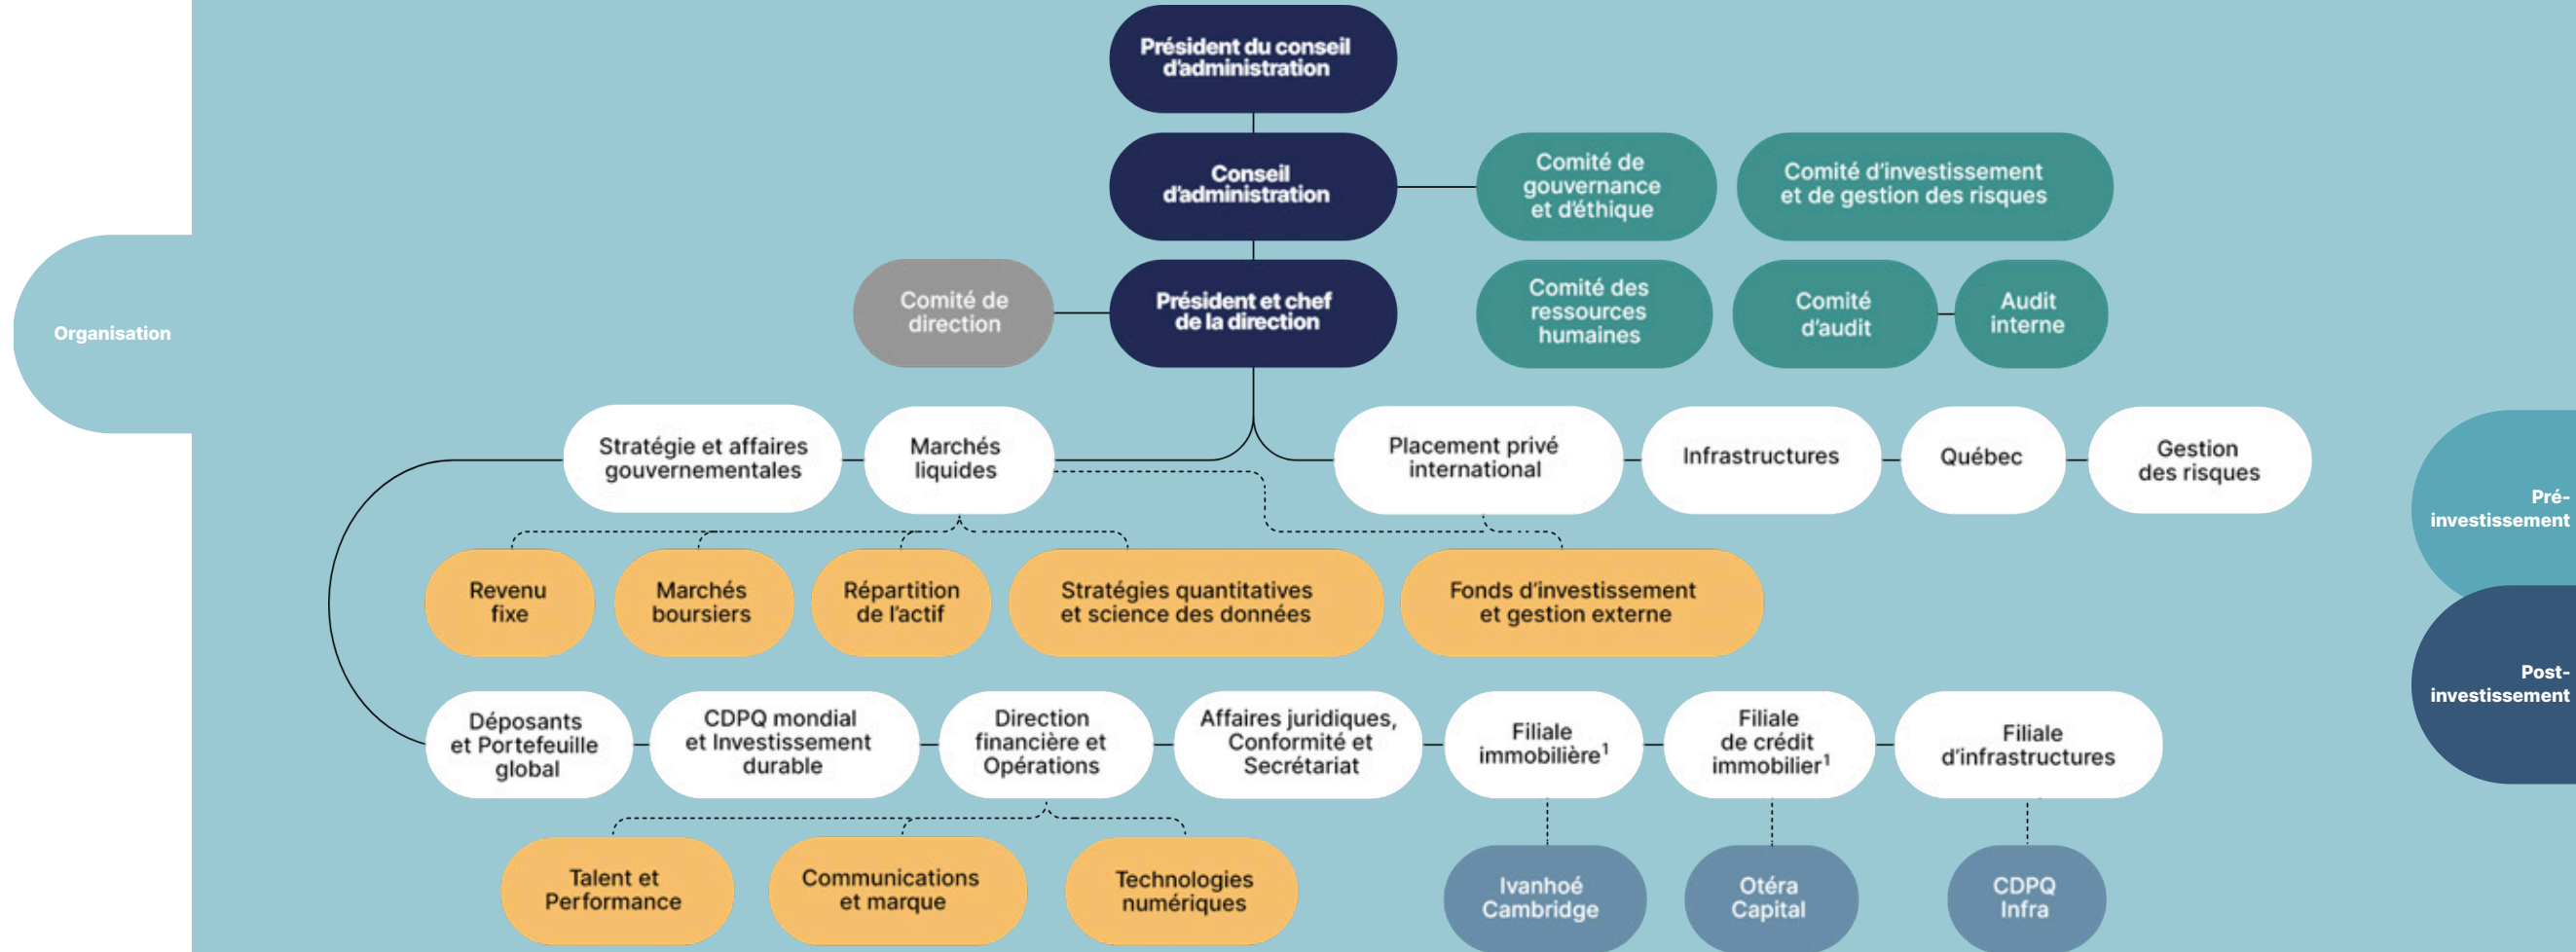 Président du conseil
d'administration
Conseil
d'administration
Comité de
gouvernance
et d'éthique
Comité d'investissement
et de gestion des risques
Organisation
Comité de
direction
Président et chef
de la direction
Comité des
ressources
humaines
Comité
d'audit
Audit
interne
Stratégie et affaires
gouvernementales
Marchés
liquides
Placement privé
international
Infrastructures
Québec
Gestion
des risques
Pré-
investissement
Revenu
fixe
Marchés
boursiers
Répartition
de l'actif
Stratégies quantitatives
et science des données
Fonds d'investissement
et gestion externe
Post-
investissement
Déposants
et Portefeuille
global
CDPQ mondial
et Investissement
durable
Direction
financière et
Opérations
Affaires juridiques,
Conformité et
Secrétariat
Filiale
immobilière¹
Filiale
de crédit
immobilier¹
Filiale
d'infrastructures
Talent et
Performance
Communications
et marque
Technologies
numériques
Ivanhoé
Cambridge
Otéra
Capital
CDPQ
Infra